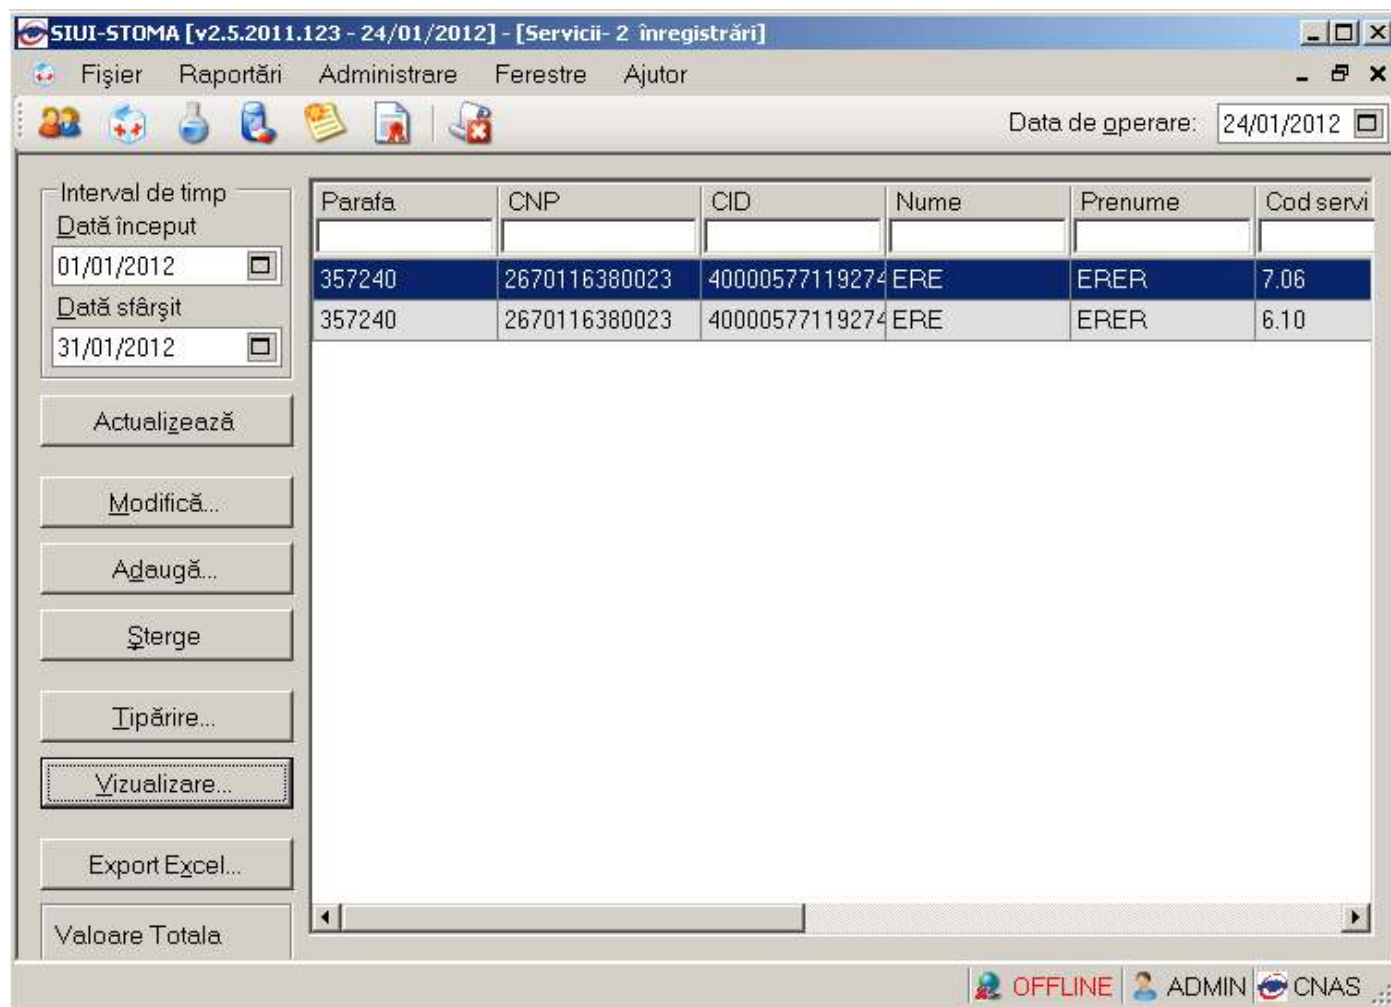 SIUI-STOMA [v2.5.2011.123 - 24/01/2012] - [Servicii- 2 înregistrări]
Fişier Raportări Administrare Ferestre Ajutor
Data de operare: 24/01/2012
Interval de timp
Dată început
01/01/2012
Dată sfârşit
31/01/2012
Actualizează
Modifică...
Adaugă...
Şterge
Tipărire...
Vizualizare...
Export Excel...
Valoare Totala
Parafa CNP CID Nume Prenume Cod servi
357240 2670116380023 40000577119274 ERE ERER 7.06
357240 2670116380023 40000577119274 ERE ERER 6.10
OFFLINE ADMIN CNAS